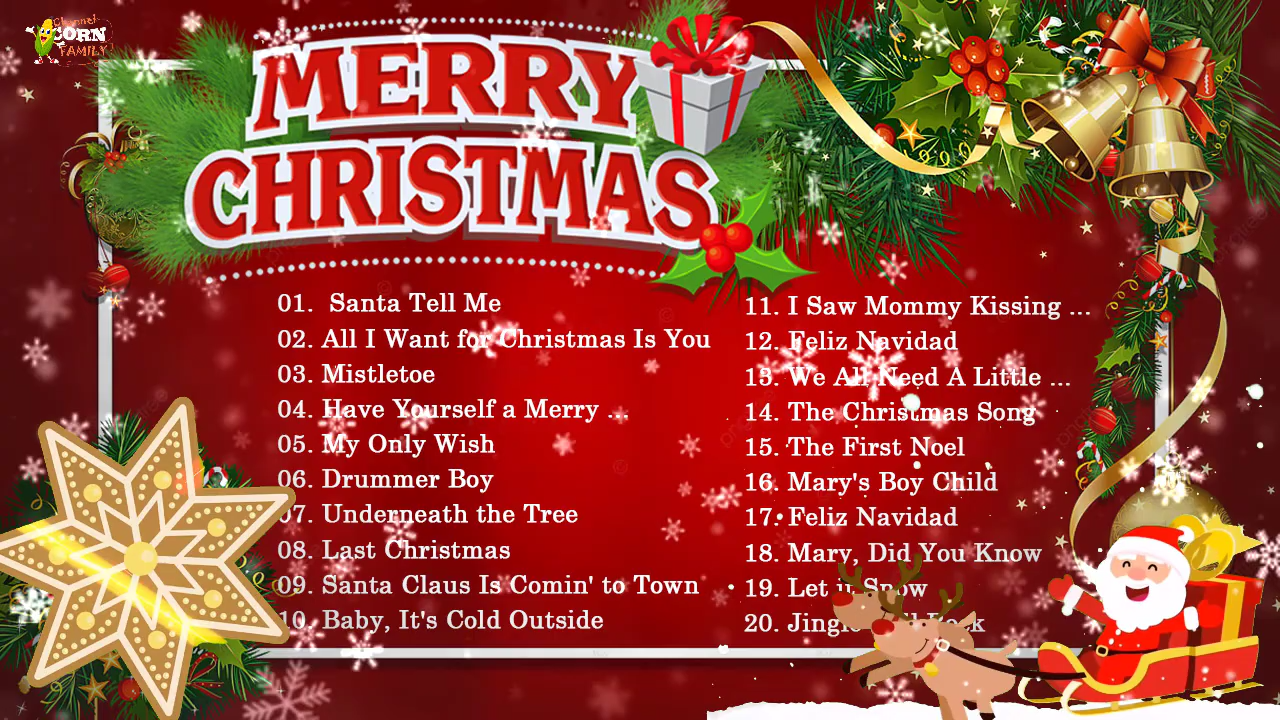 Channel
CORN
FAMILY
MERRY
CHRISTMAS
01. Santa Tell Me
02. All I Want for Christmas Is You
03. Mistletoe
04. Have Yourself a Merry ...
05. My Only Wish
06. Drummer Boy
07. Underneath the Tree
08. Last Christmas
09. Santa Claus Is Comin' to Town
10. Baby, It's Cold Outside
11. I Saw Mommy Kissing ...
12. Feliz Navidad
13. We All Need A Little ...
14. The Christmas Song
15. The First Noel
16. Mary's Boy Child
17. Feliz Navidad
18. Mary, Did You Know
19. Let it Snow
20. Jingle Bell Rock